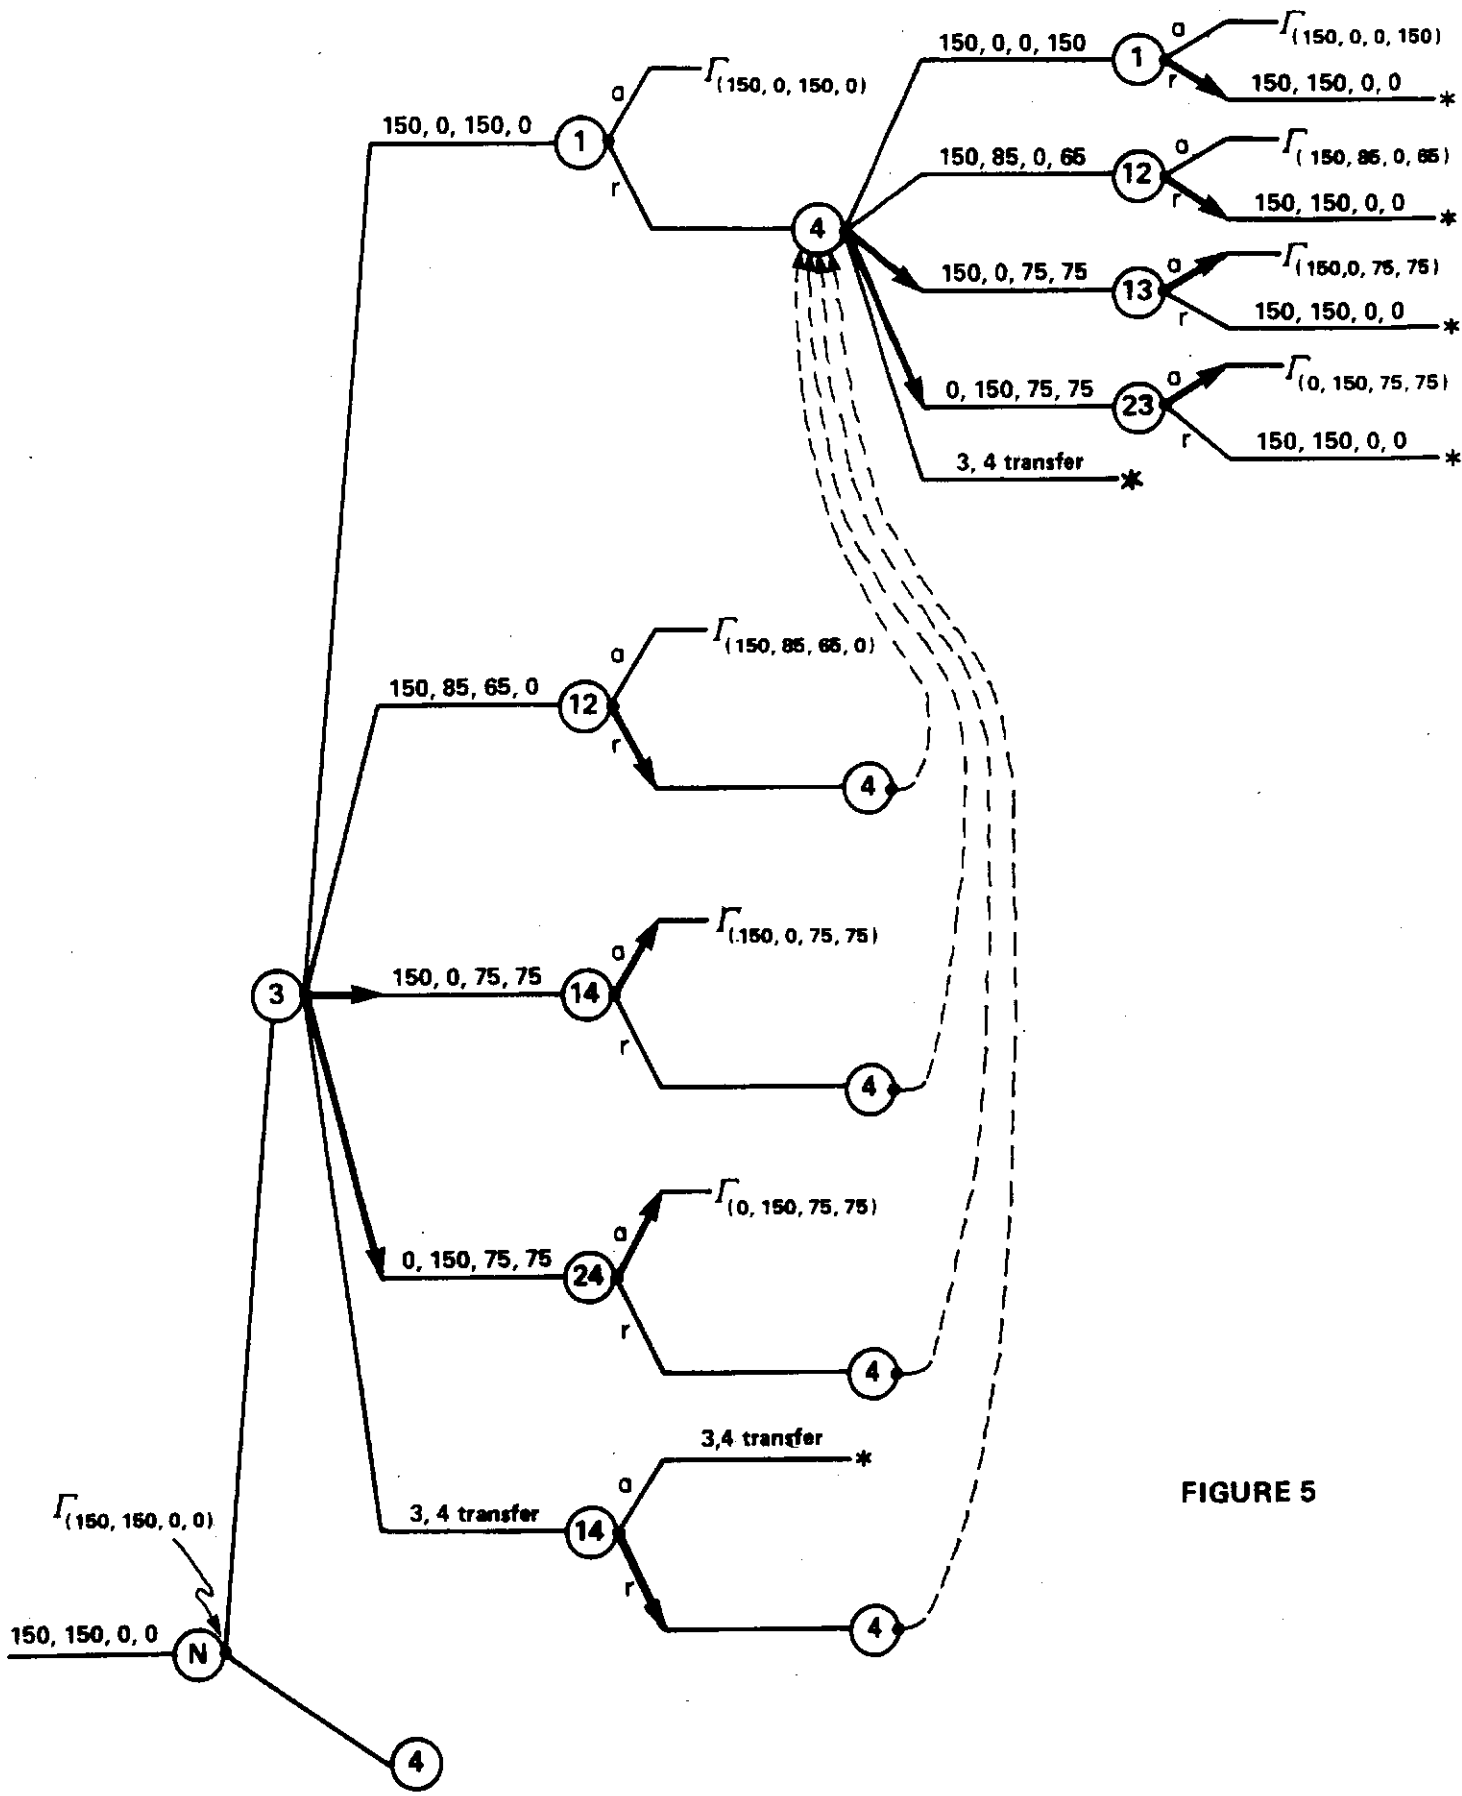 150, 0, 0, 150
1
a
Γ(150, 0, 0, 150)
r
150, 150, 0, 0
*
150, 0, 150, 0
1
a
Γ(150, 0, 150, 0)
r
4
150, 85, 0, 65
12
a
Γ(150, 85, 0, 65)
r
150, 150, 0, 0
*
150, 0, 75, 75
13
a
Γ(150,0, 75, 75)
r
150, 150, 0, 0
*
0, 150, 75, 75
23
a
Γ(0, 150, 75, 75)
r
150, 150, 0, 0
*
3, 4 transfer
*
150, 85, 65, 0
12
a
Γ(150, 85, 65, 0)
r
4
3
150, 0, 75, 75
14
a
Γ(150, 0, 75, 75)
r
4
0, 150, 75, 75
24
a
Γ(0, 150, 75, 75)
r
4
3, 4 transfer
14
a
3,4 transfer
*
r
4
FIGURE 5
Γ(150, 150, 0, 0)
150, 150, 0, 0
N
4